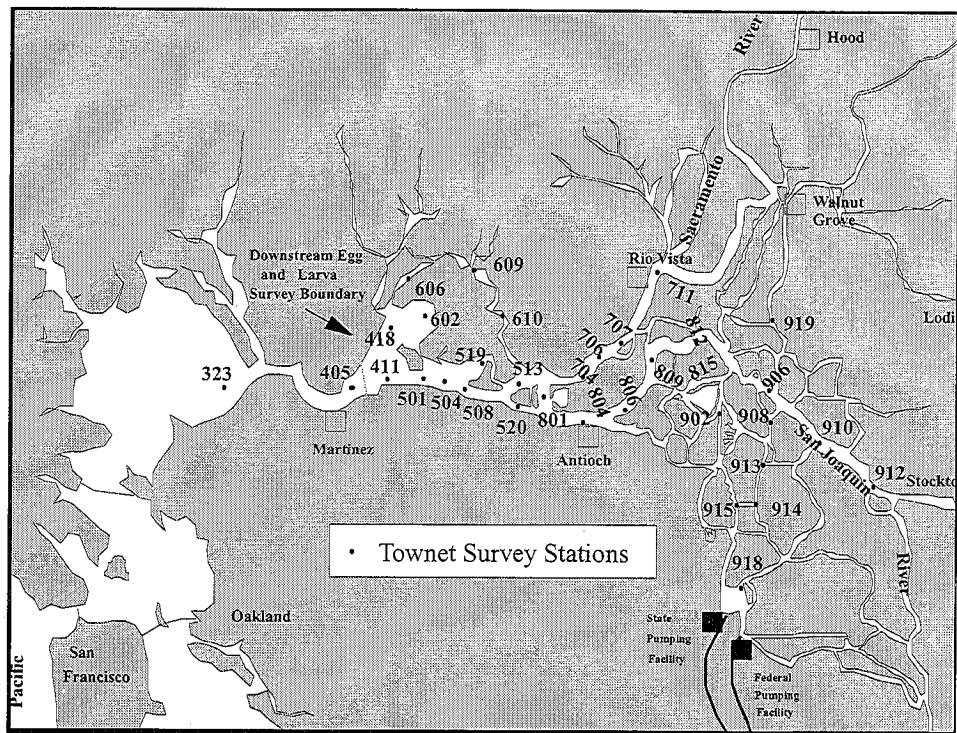 River
Hood
Walnut
Grove
Sacramento
Rio Vista
Lodi
Downstream Egg
and Larva
Survey Boundary
609
606
610
602
418
711
707
706
812
919
519
323
405
411
513
704
809
815
906
501
504
508
520
801
804
806
902
908
910
Martinez
Antioch
San Joaquin
913
912
Stockto
915
914
• Townet Survey Stations
918
River
Oakland
State
Pumping
Facility
San
Francisco
Federal
Pumping
Facility
Pacific